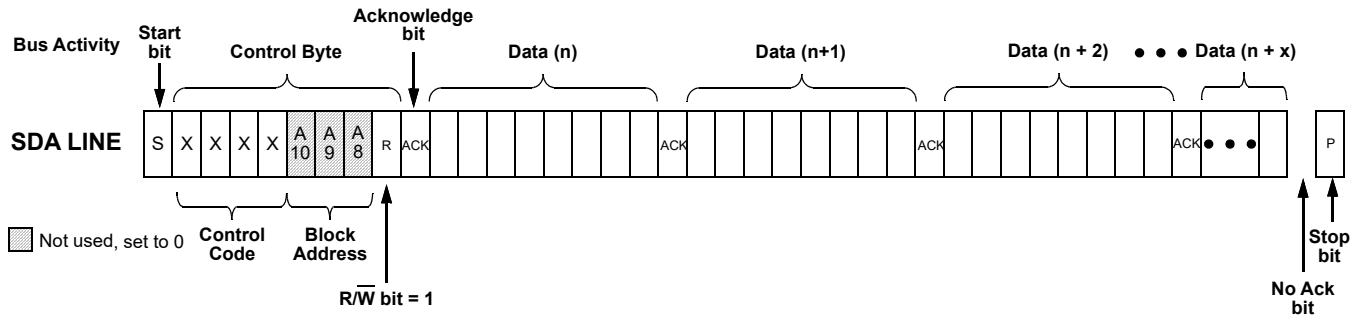 Bus Activity
Start
bit
Control Byte
Acknowledge
bit
Data (n)
Data (n+1)
Data (n + 2) • • • Data (n + x)
SDA LINE
S X X X X A
10 A
9 A
8 R ACK ACK ACK ACK • • • P
Not used, set to 0
Control
Code
Block
Address
R/W̅ bit = 1
Stop
bit
No Ack
bit